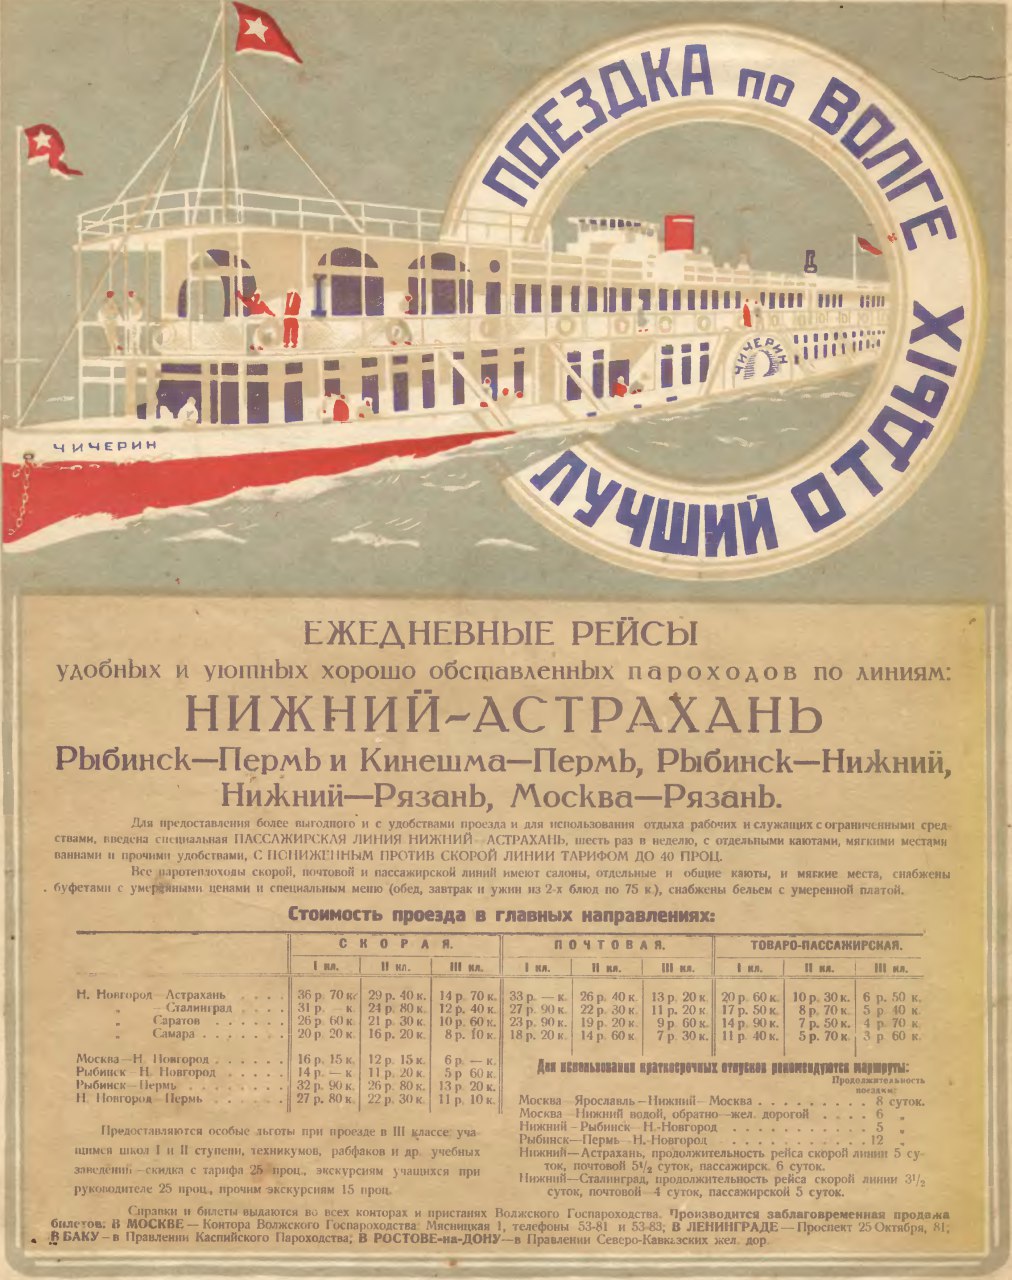 ПОЕЗДКА по ВОЛГЕ
ЛУЧШИЙ ОТДЫХ
ЧИЧЕРИН
ЧИЧЕРИН
ЕЖЕДНЕВНЫЕ РЕЙСЫ
удобных и уютных хорошо обставленных пароходов по линиям:
НИЖНИЙ-АСТРАХАНЬ
Рыбинск—Пермь и Кинешма—Пермь, Рыбинск—Нижний,
Нижний—Рязань, Москва—Рязань.
Для предоставления более выгодного и с удобствами проезда и для использования отдыха рабочих и служащих с ограниченными сред-
ствами, введена специальная ПАССАЖИРСКАЯ ЛИНИЯ НИЖНИЙ - АСТРАХАНЬ, шесть раз в неделю, с отдельными каютами, мягкими местами
ваннами и прочими удобствами, С ПОНИЖЕННЫМ ПРОТИВ СКОРОЙ ЛИНИИ ТАРИФОМ ДО 40 ПРОЦ.
Все паротеплоходы скорой, почтовой и пассажирской линий имеют салоны, отдельные и общие каюты, и мягкие места, снабжены
буфетами с умеренными ценами и специальным меню (обед, завтрак и ужин из 2-х блюд по 75 к.), снабжены бельем с умеренной платой.
Стоимость проезда в главных направлениях:
СКОРАЯ. ПОЧТОВАЯ. ТОВАРО-ПАССАЖИРСКАЯ.
I кл. II кл. III кл. I кл. II кл. III кл. I кл. II кл. III кл.
Н. Новгород—Астрахань . . . . 36 р. 70 к. 29 р. 40 к. 14 р. 70 к. 33 р. — к. 26 р. 40 к. 13 р. 20 к. 20 р. 60 к. 10 р. 30 к. 6 р. 50 к.
„ Сталинград . . . . 31 р. — к 24 р. 80 к. 12 р. 40 к. 27 р. 90 к. 22 р. 30 к. 11 р. 20 к. 17 р. 50 к. 8 р. 70 к. 5 р 40 к.
„ Саратов . . . . . . 26 р 60 к. 21 р. 30 к. 10 р. 60 к. 23 р. 90 к. 19 р. 20 к. 9 р. 60 к. 14 р. 90 к. 7 р. 50 к. 4 р. 70 к
„ Самара . . . . . . 20 р. 20 к. 16 р. 20 к. 8 р. 10 к. 18 р. 20 к. 14 р. 60 к. 7 р. 30 к. 11 р. 40 к. 5 р. 70 к. 3 р 60 к.
Москва—Н Новгород . . . . . 16 р. 15 к. 12 р. 15 к. 6 р. — к.
Рыбинск—Н. Новгород . . . . . 14 р. — к 11 р. 20 к. 5 р 60 к.
Рыбинск—Пермь . . . . . . . . 32 р. 90 к. 26 р. 80 к. 13 р. 20 к.
Н. Новгород—Пермь . . . . . . 27 р. 80 к. 22 р. 30 к. 11 р. 10 к.
Предоставляются особые льготы при проезде в III классе уча-
щимся школ I и II ступени, техникумов, рабфаков и др. учебных
заведений—скидка с тарифа 25 проц., экскурсиям учащихся при
руководителе 25 проц., прочим экскурсиям 15 проц.
Для использования краткосрочных отпусков рекомендуются маршруты:
Продолжительность
поездки:
Москва—Ярославль—Нижний—Москва . . . . . . . . . 8 суток.
Москва—Нижний водой, обратно—жел. дорогой . . . . . 6 „
Нижний—Рыбинск—Н.-Новгород . . . . . . . . . . . 5 „
Рыбинск—Пермь—Н.-Новгород . . . . . . . . . . . 12 „
Нижний—Астрахань, продолжительность рейса скорой линии 5 су-
ток, почтовой 5½ суток, пассажирск. 6 суток.
Нижний—Сталинград, продолжительность рейса скорой линии 3½
суток, почтовой 4 суток, пассажирской 5 суток.
Справки и билеты выдаются во всех конторах и пристанях Волжского Госпароходства. Производится заблаговременная продажа
билетов: В МОСКВЕ—Контора Волжского Госпароходства: Мясницкая 1, телефоны 53-81 и 53-83; В ЛЕНИНГРАДЕ—Проспект 25 Октября, 81;
В БАКУ—в Правлении Каспийского Пароходства; В РОСТОВЕ-на-ДОНУ—в Правлении Северо-Кавказских жел. дор.